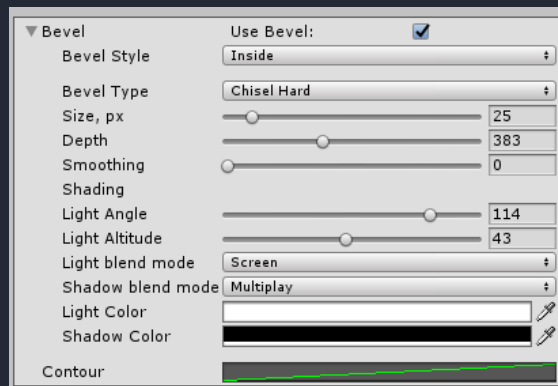 Bevel Use Bevel:
Bevel Style Inside
Bevel Type Chisel Hard
Size, px 25
Depth 383
Smoothing 0
Shading
Light Angle 114
Light Altitude 43
Light blend mode Screen
Shadow blend mode Multiplay
Light Color
Shadow Color
Contour